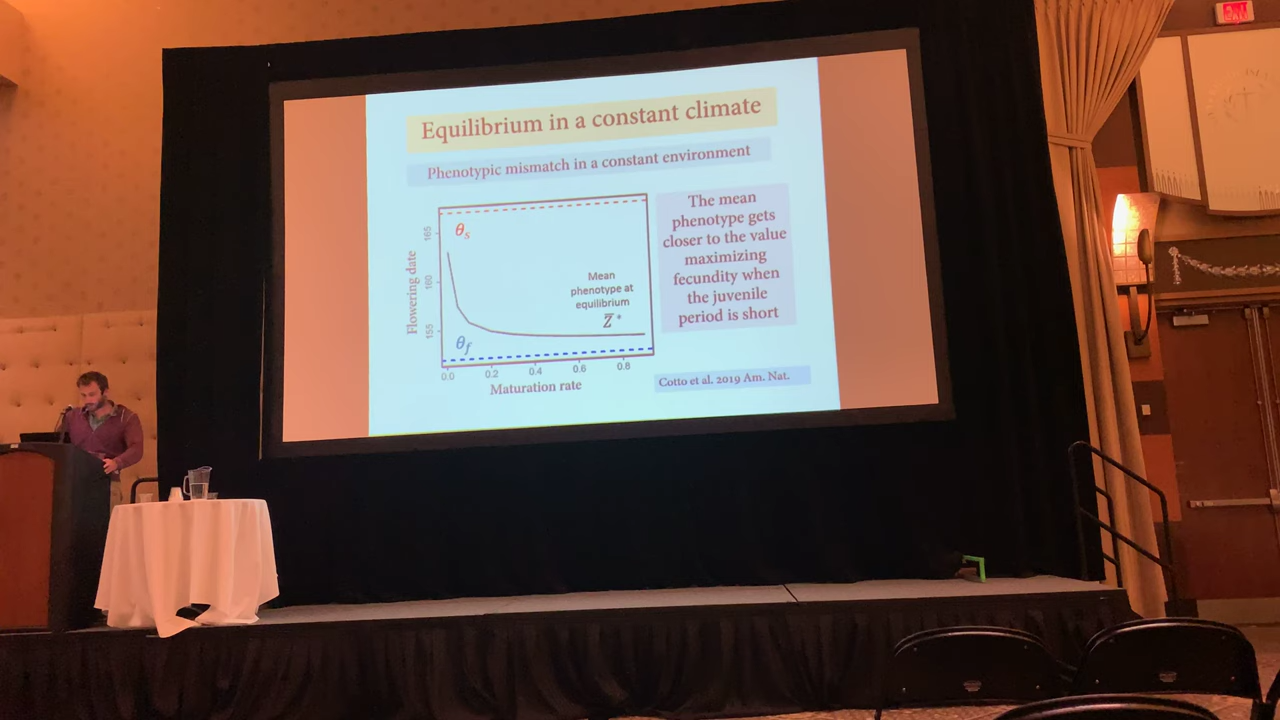 Equilibrium in a constant climate
Phenotypic mismatch in a constant environment
The mean
phenotype gets
closer to the value
maximizing
fecundity when
the juvenile
period is short
Flowering date
165
160
155
θs
Mean
phenotype at
equilibrium
Z̅*
θf
0.0 0.2 0.4 0.6 0.8
Maturation rate
Cotto et al. 2019 Am. Nat.